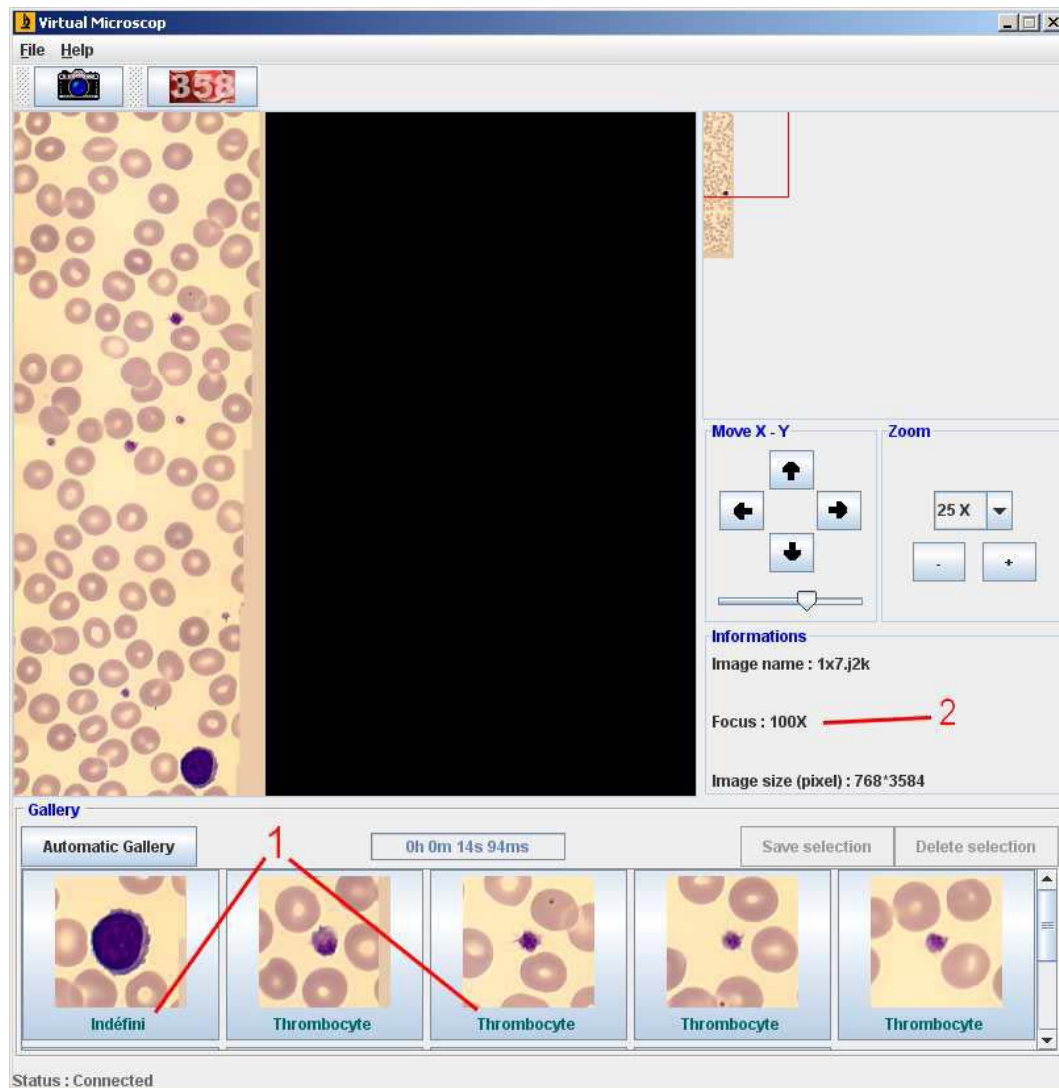 Virtual Microscop
File Help
358
Move X - Y
Zoom
25 X
- +
Informations
Image name : 1x7.j2k
Focus : 100X
2
Image size (pixel) : 768*3584
Gallery
1
Automatic Gallery
0h 0m 14s 94ms
Save selection
Delete selection
Indéfini
Thrombocyte
Thrombocyte
Thrombocyte
Thrombocyte
Status : Connected